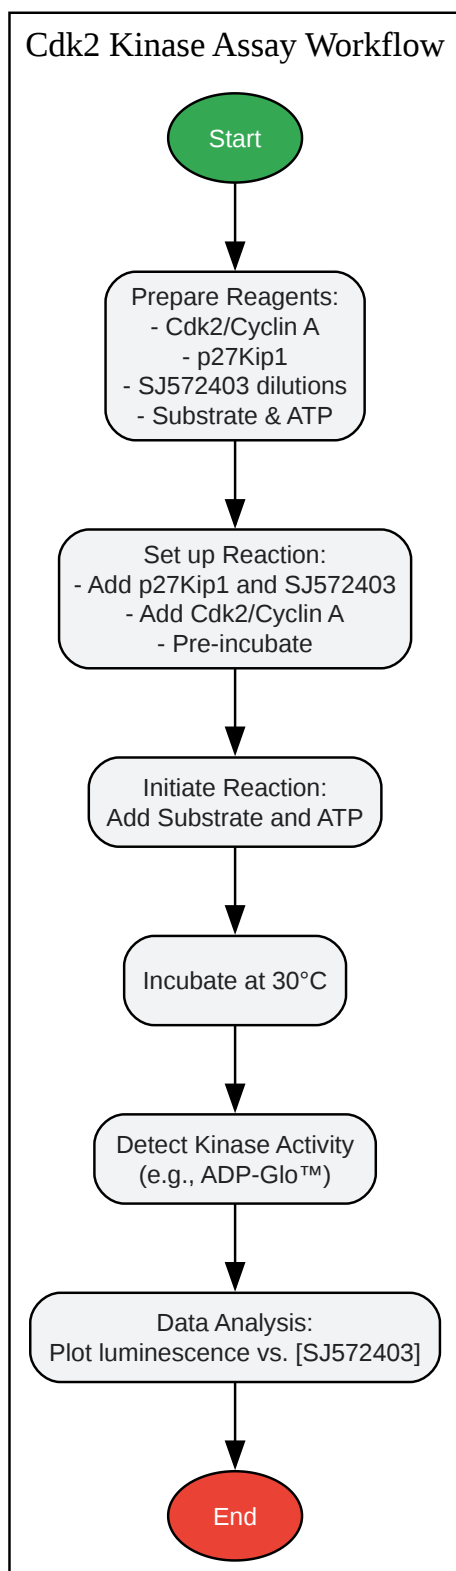 Cdk2 Kinase Assay Workflow
Start
Prepare Reagents:
- Cdk2/Cyclin A
- p27Kip1
- SJ572403 dilutions
- Substrate & ATP
Set up Reaction:
- Add p27Kip1 and SJ572403
- Add Cdk2/Cyclin A
- Pre-incubate
Initiate Reaction:
Add Substrate and ATP
Incubate at 30°C
Detect Kinase Activity
(e.g., ADP-Glo™)
Data Analysis:
Plot luminescence vs. [SJ572403]
End